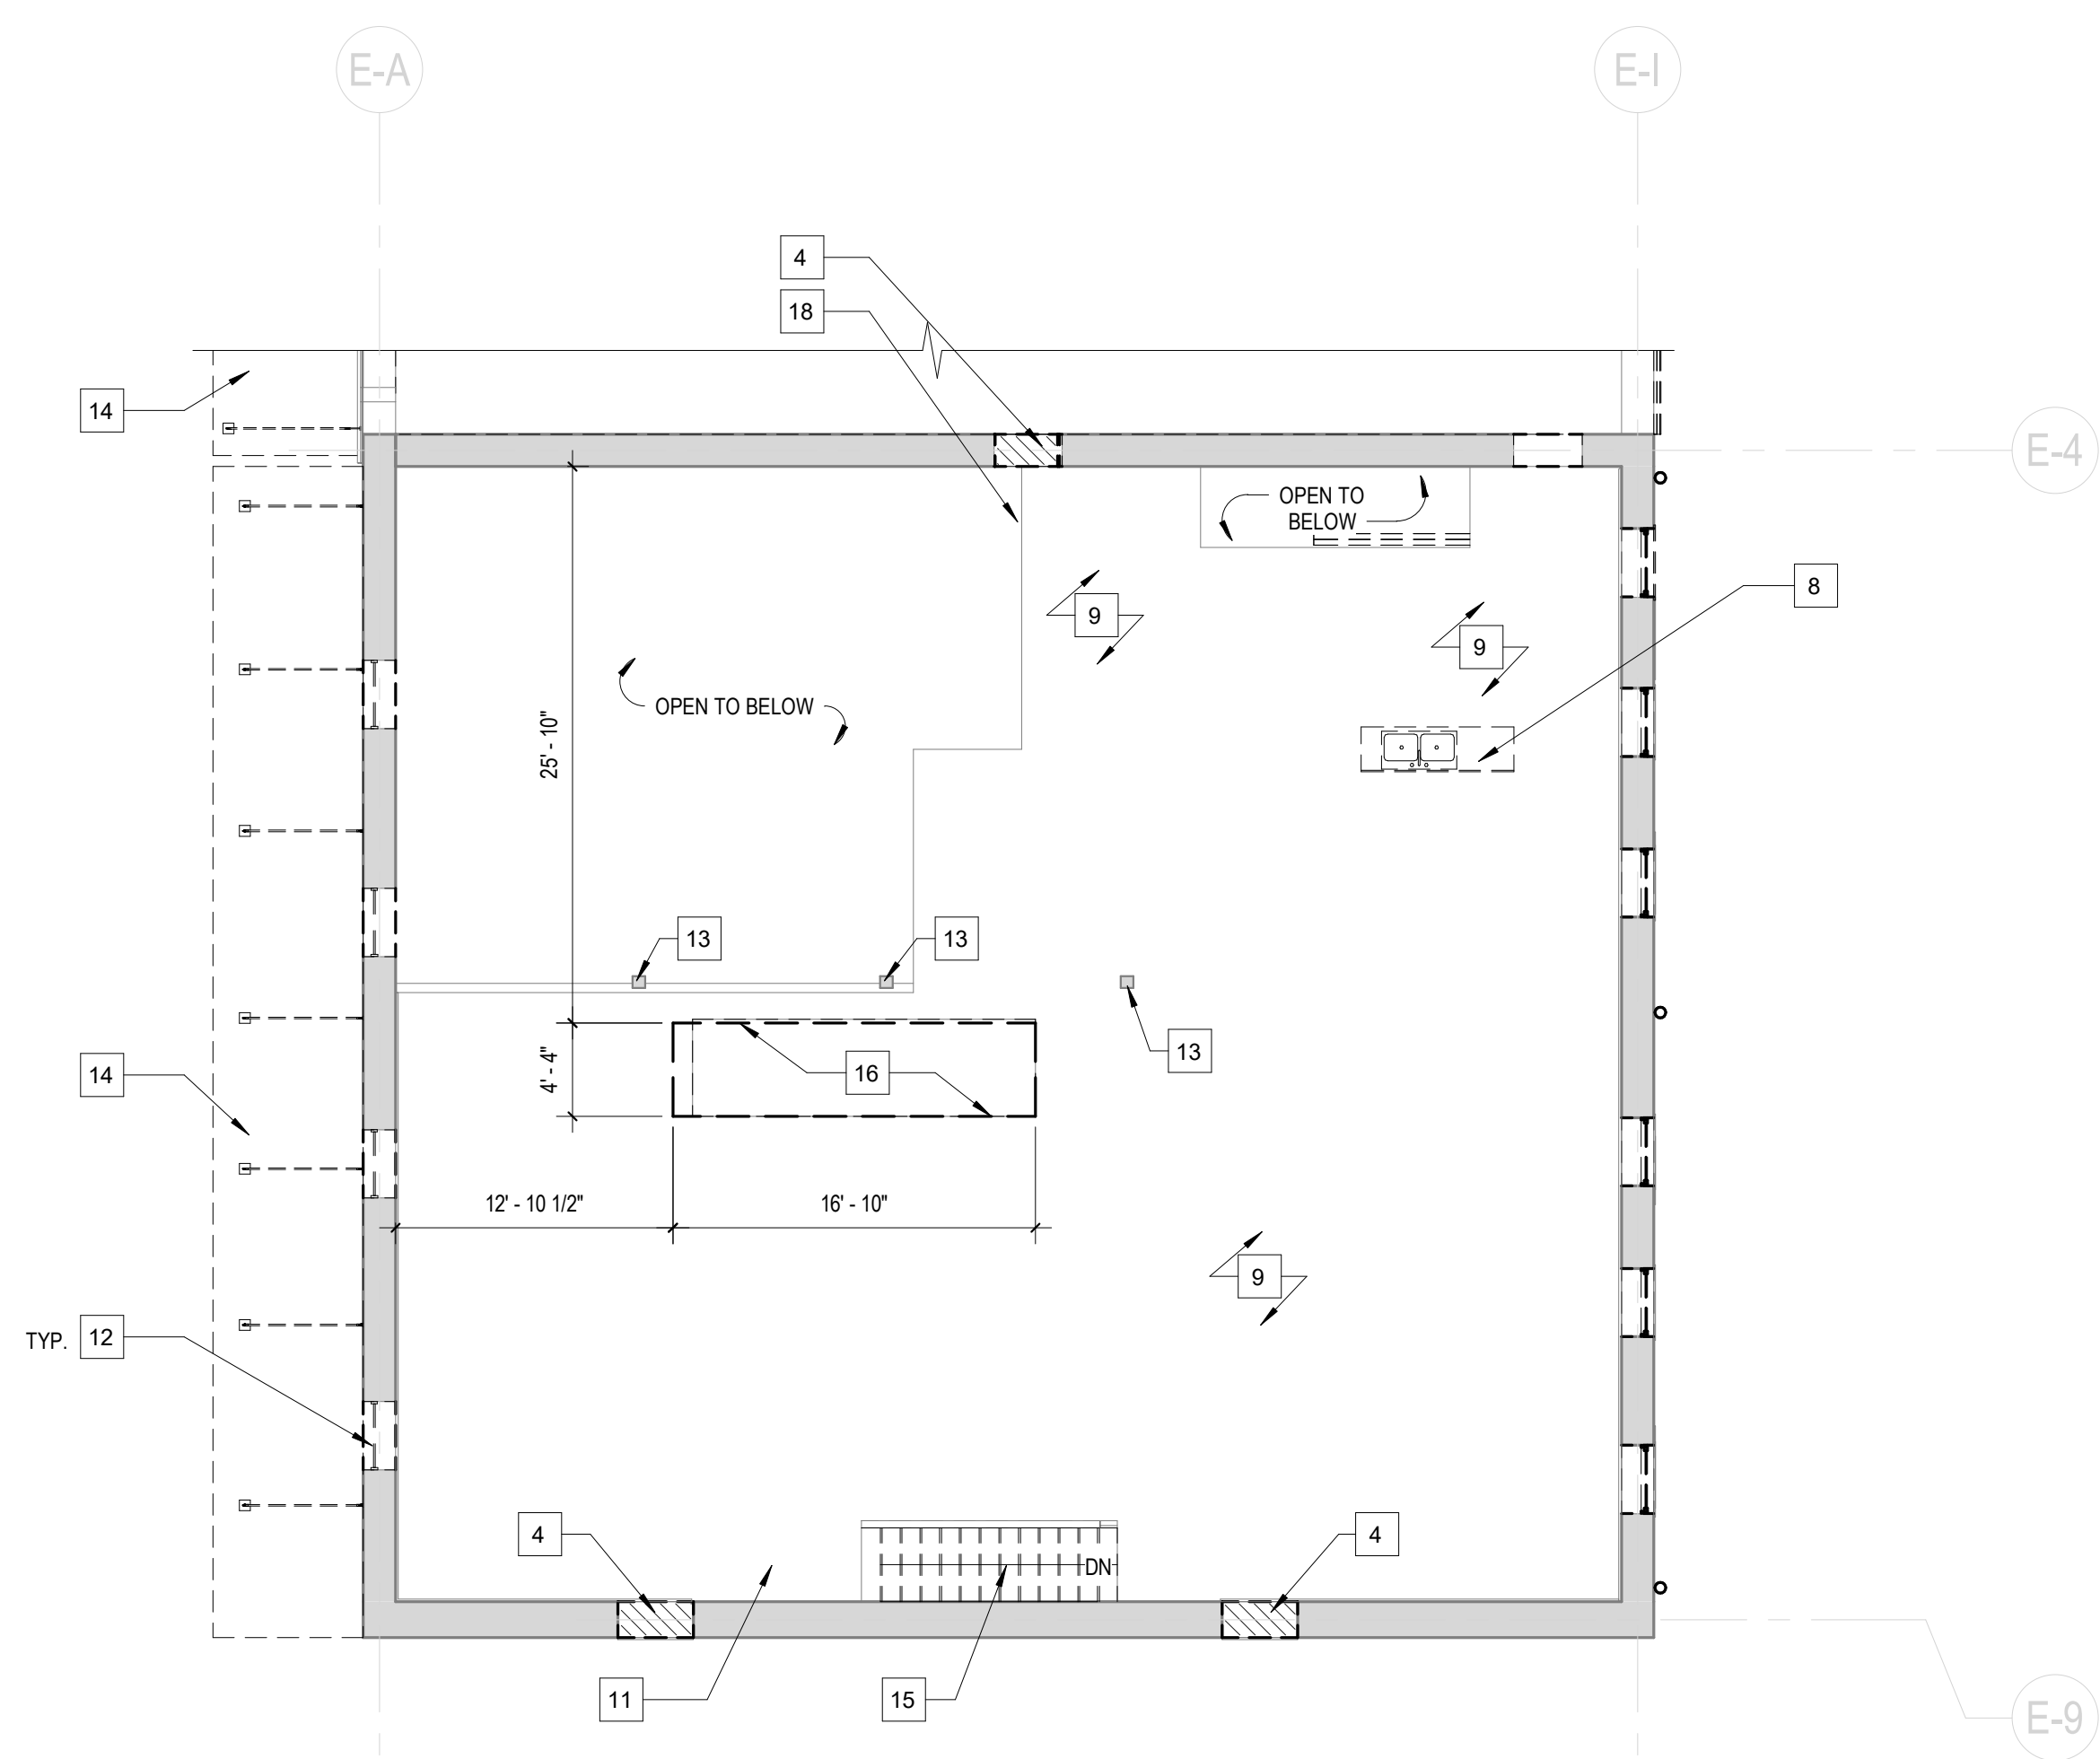 E-A
E-I
4
18
14
E-4
OPEN TO
BELOW
8
9
9
OPEN TO BELOW
25' - 10"
13
13
13
16
4' - 4"
14
12' - 10 1/2"
16' - 10"
9
TYP. 12
4
4
DN
11
15
E-9